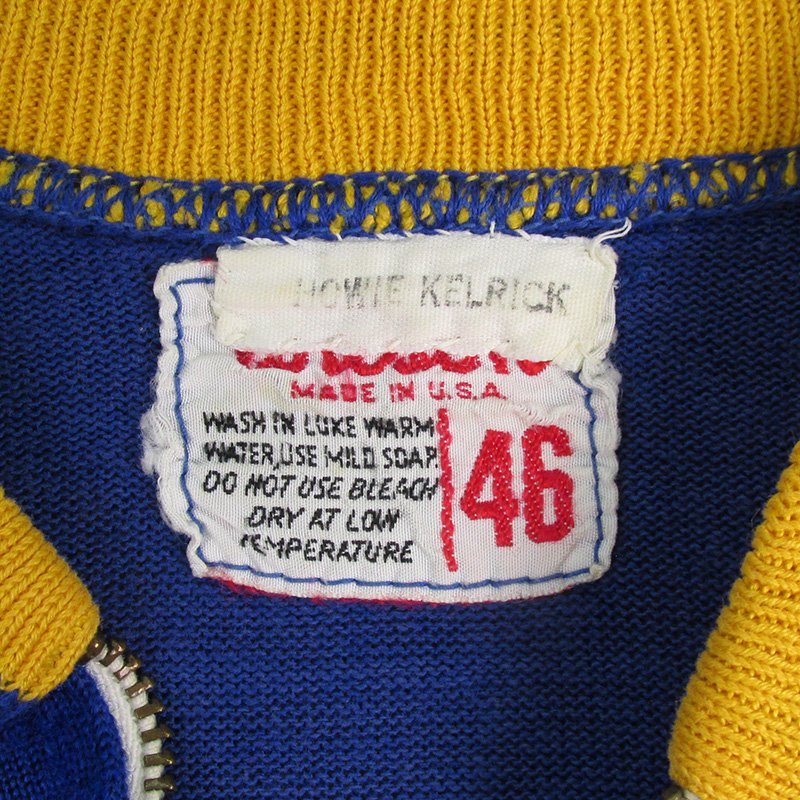 HOWIE KELRICK
MADE IN U.S.A.
WASH IN LUKE WARM
WATER, USE MILD SOAP.
DO NOT USE BLEACH
DRY AT LOW
TEMPERATURE
46